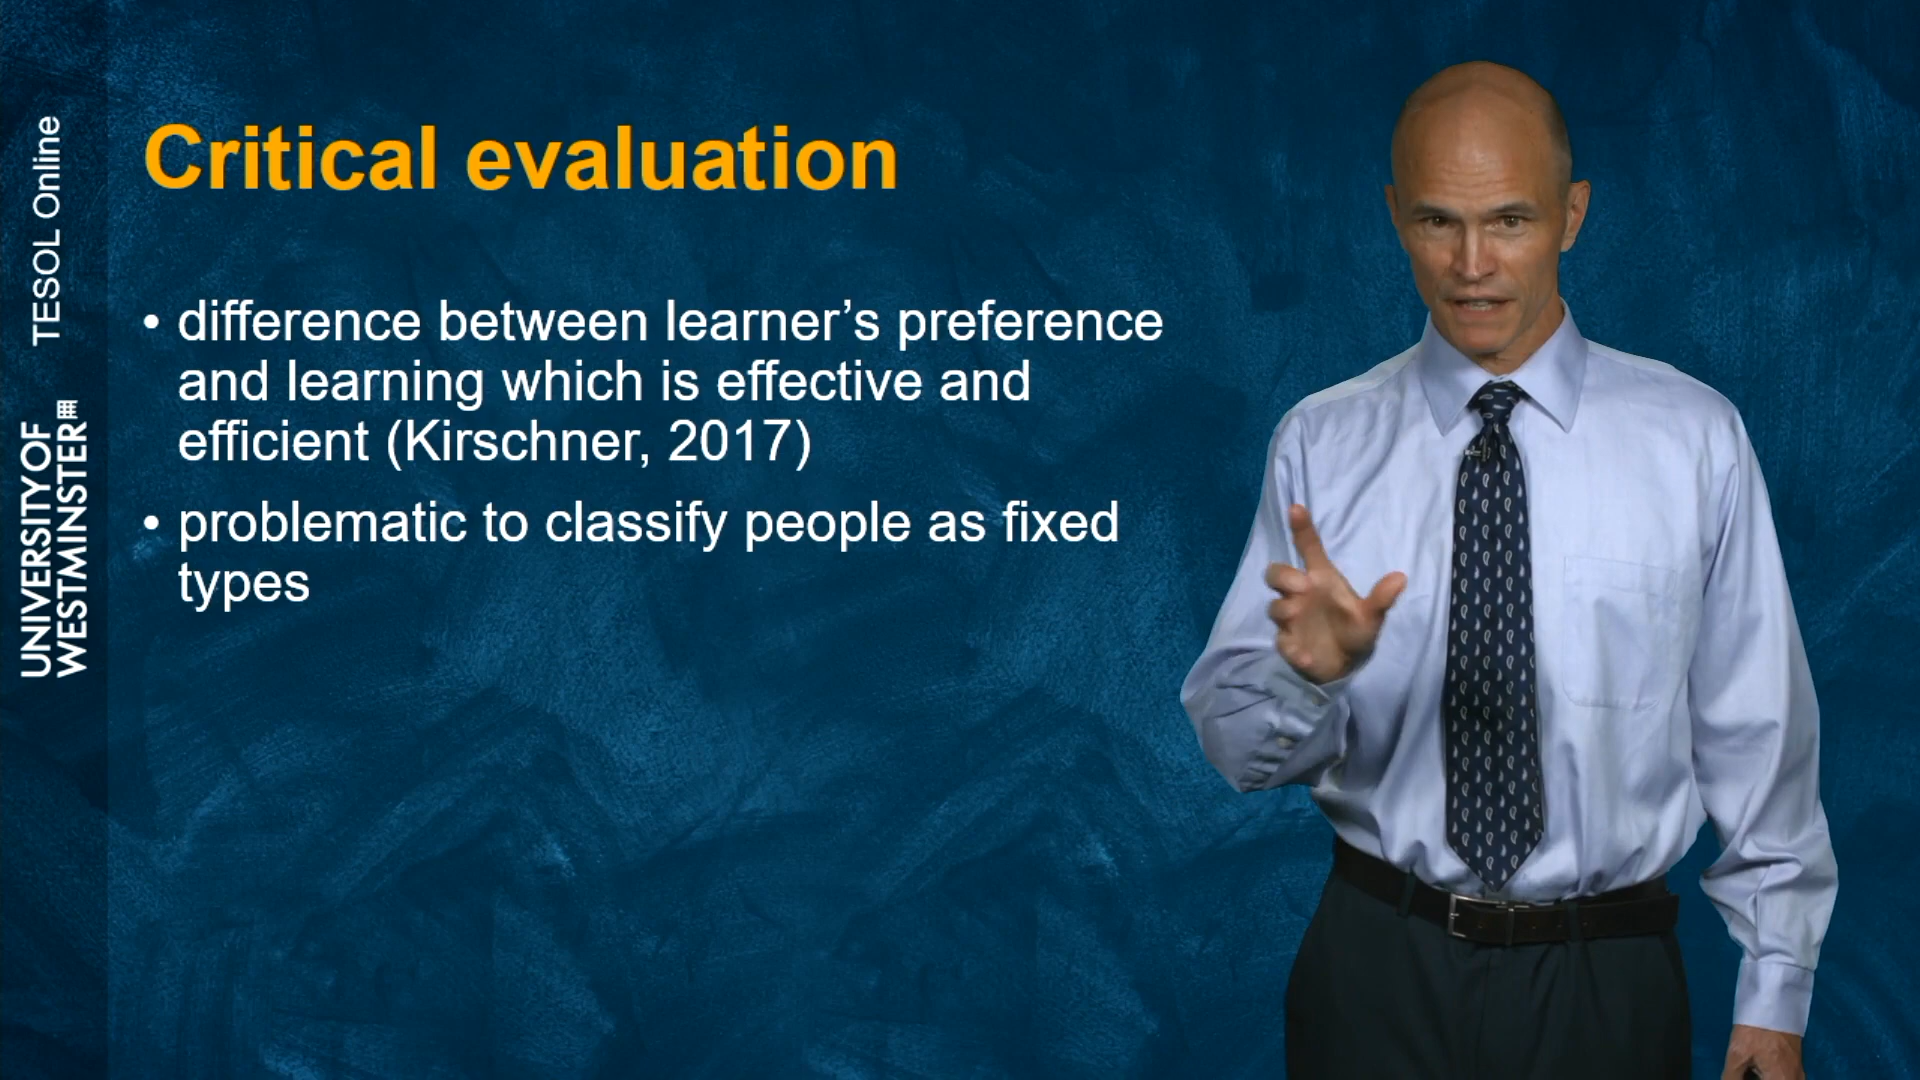 Critical evaluation
• difference between learner’s preference
and learning which is effective and
efficient (Kirschner, 2017)
• problematic to classify people as fixed
types
TESOL Online
UNIVERSITY OF
WESTMINSTER